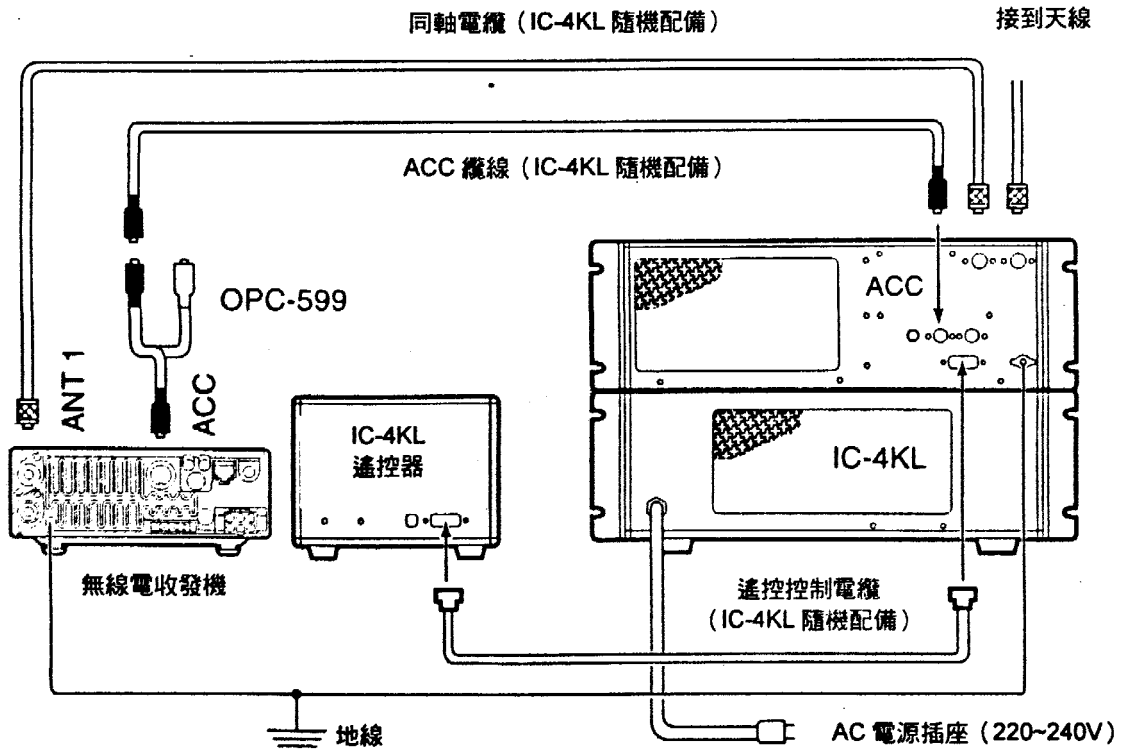 同軸電纜（IC-4KL 隨機配備）
接到天線
ACC 纜線（IC-4KL 隨機配備）
OPC-599
ACC
ANT 1
ACC
IC-4KL
遙控器
IC-4KL
無線電收發機
遙控控制電纜
（IC-4KL 隨機配備）
地線
AC 電源插座（220~240V）